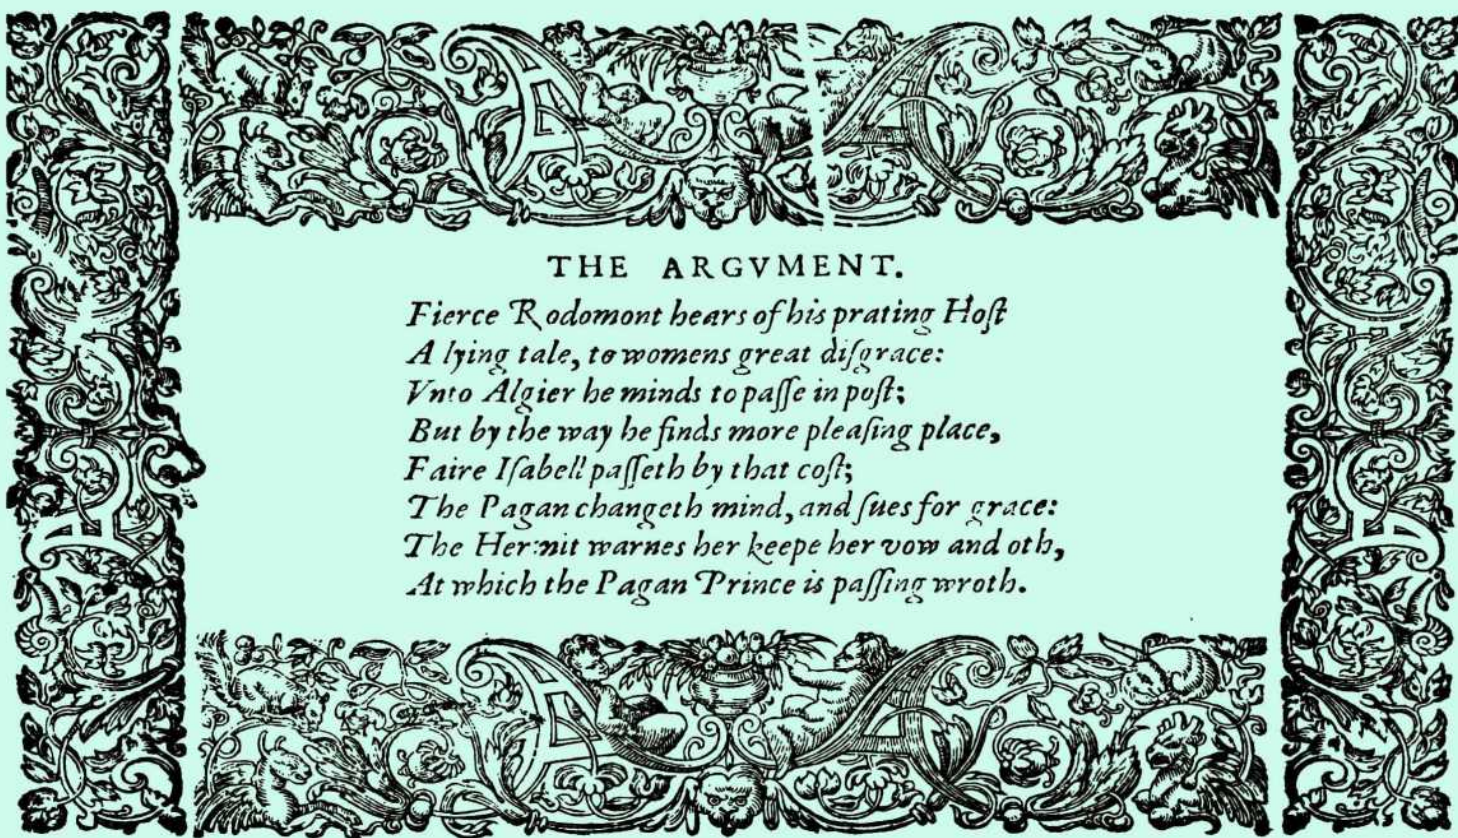 THE ARGVMENT.
Fierce Rodomont hears of his prating Hoſt
A lying tale, to womens great diſgrace:
Vnto Algier he minds to paſſe in poſt;
But by the way he finds more pleaſing place,
Faire Iſabell paſſeth by that coſt;
The Pagan changeth mind, and ſues for grace:
The Hermit warnes her keepe her vow and oth,
At which the Pagan Prince is paſſing wroth.